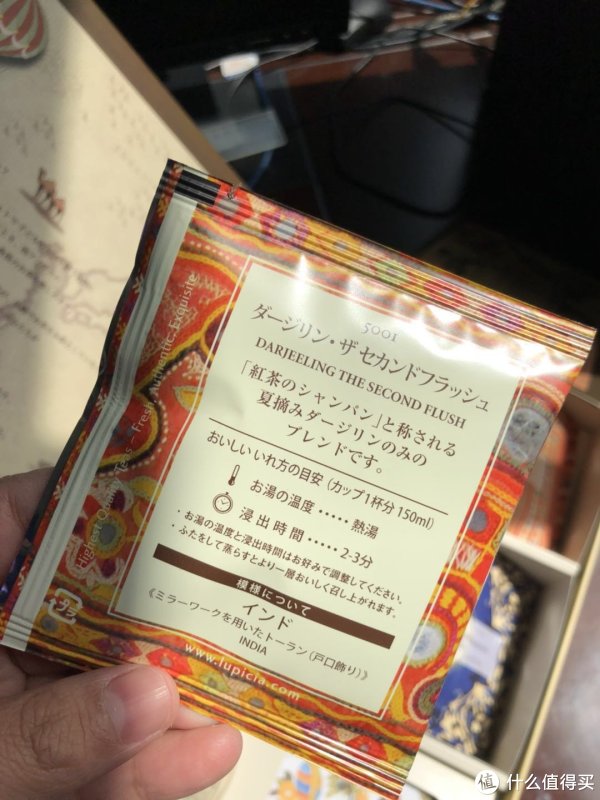 5001
ダージリン・ザ セカンドフラッシュ
DARJEELING THE SECOND FLUSH
「紅茶のシャンパン」と称される
夏摘みダージリンのみの
ブレンドです。
おいしいいれ方の目安（カップ1杯分 150ml）
お湯の温度……熱湯
浸出時間……2-3分
・お湯の温度と浸出時間はお好みで調整してください。
・ふたをして蒸らすとより一層おいしく召し上がれます。
模様について
インド
《ミラーワークを用いたトーラン（戸口飾り）》
INDIA
www.lupicia.com
Highest Quality Teas – Fresh, Authentic, Exquisite
プラ
值 什么值得买